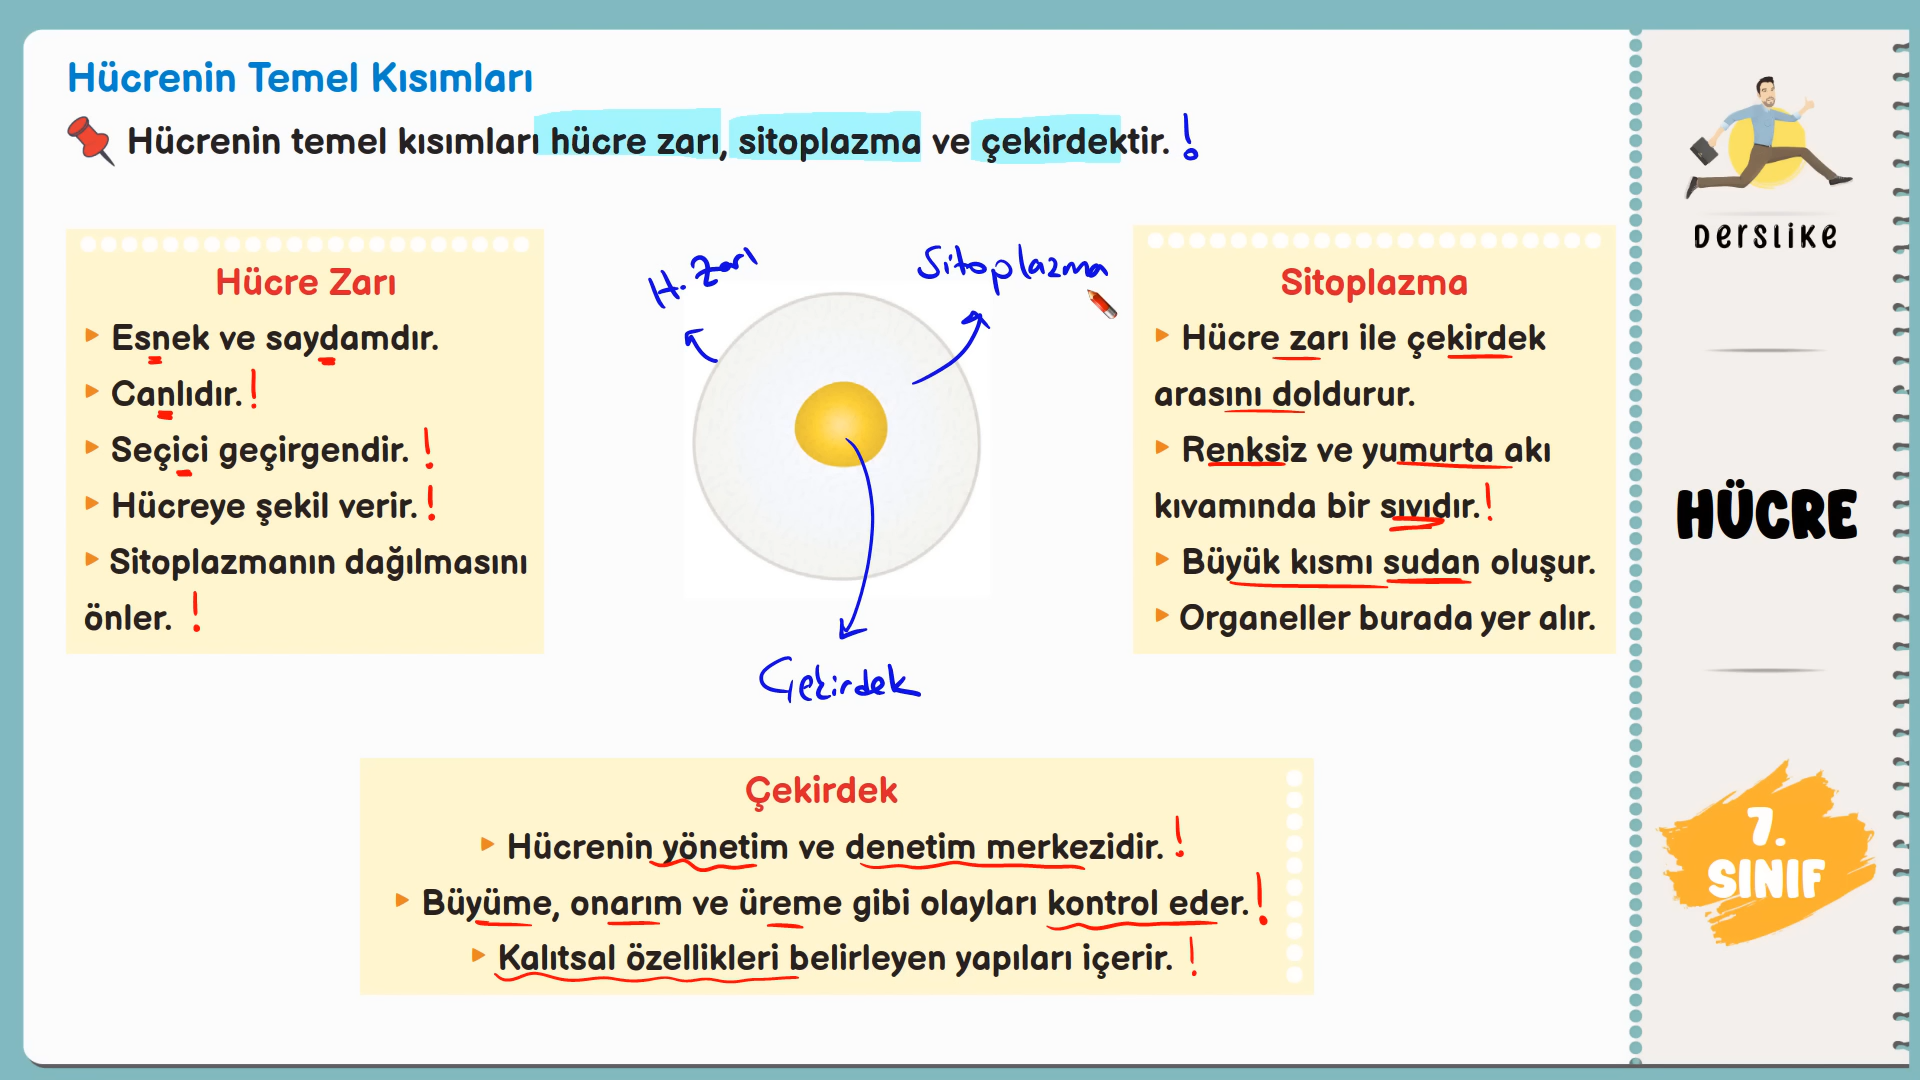 Hücrenin Temel Kısımları
Hücrenin temel kısımları hücre zarı, sitoplazma ve çekirdektir. !
Hücre Zarı
Esnek ve saydamdır.
Canlıdır. !
Seçici geçirgendir. !
Hücreye şekil verir. !
Sitoplazmanın dağılmasını
önler. !
H. Zarı
Sitoplazma
Çekirdek
Sitoplazma
Hücre zarı ile çekirdek
arasını doldurur.
Renksiz ve yumurta akı
kıvamında bir sıvıdır. !
Büyük kısmı sudan oluşur.
Organeller burada yer alır.
Çekirdek
Hücrenin yönetim ve denetim merkezidir. !
Büyüme, onarım ve üreme gibi olayları kontrol eder. !
Kalıtsal özellikleri belirleyen yapıları içerir. !
DERSLİKE
HÜCRE
7.
SINIF